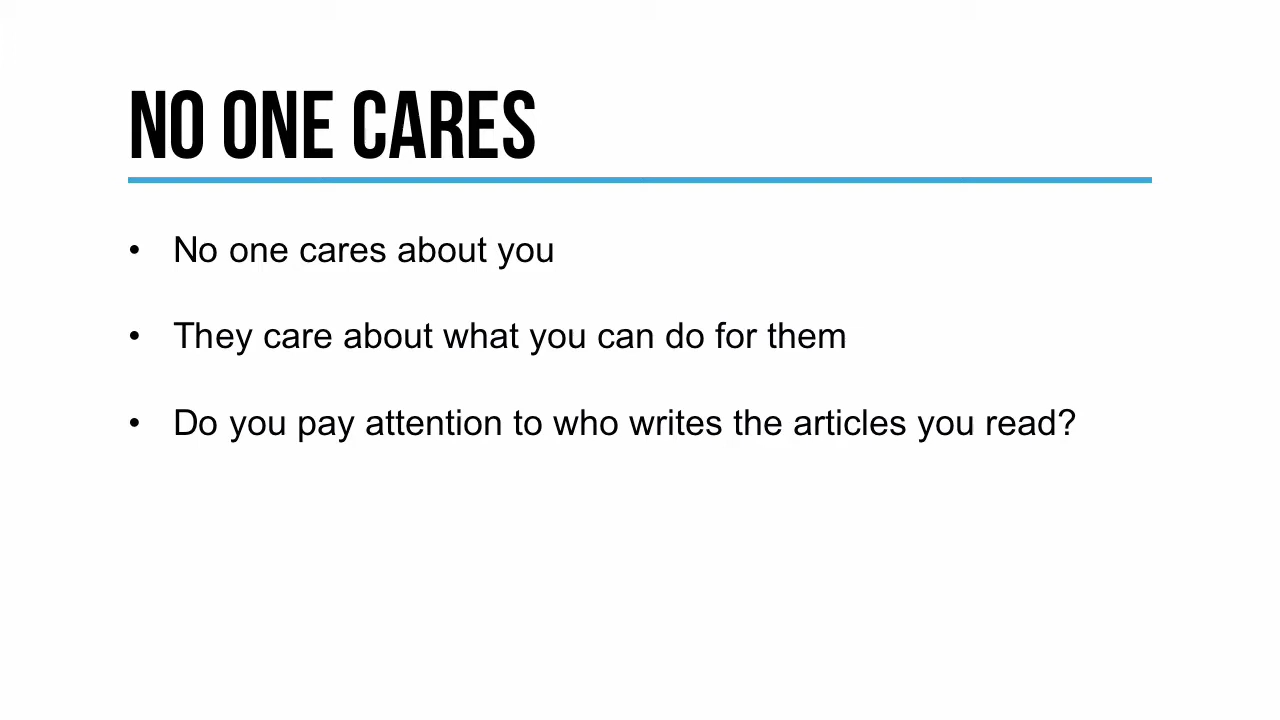 NO ONE CARES
• No one cares about you
• They care about what you can do for them
• Do you pay attention to who writes the articles you read?